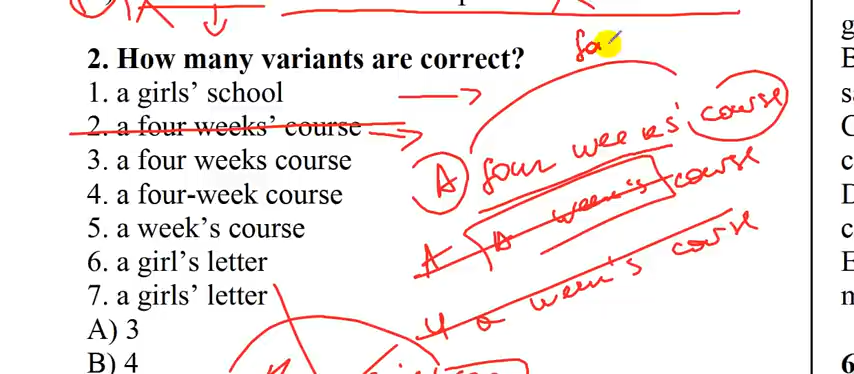 2. How many variants are correct?
1. a girls’ school
2. a four weeks’ course
3. a four weeks course
4. a four-week course
5. a week’s course
6. a girl’s letter
7. a girls’ letter
A) 3
B) 4
A four weeks' course
A a week's course
4 a week's course